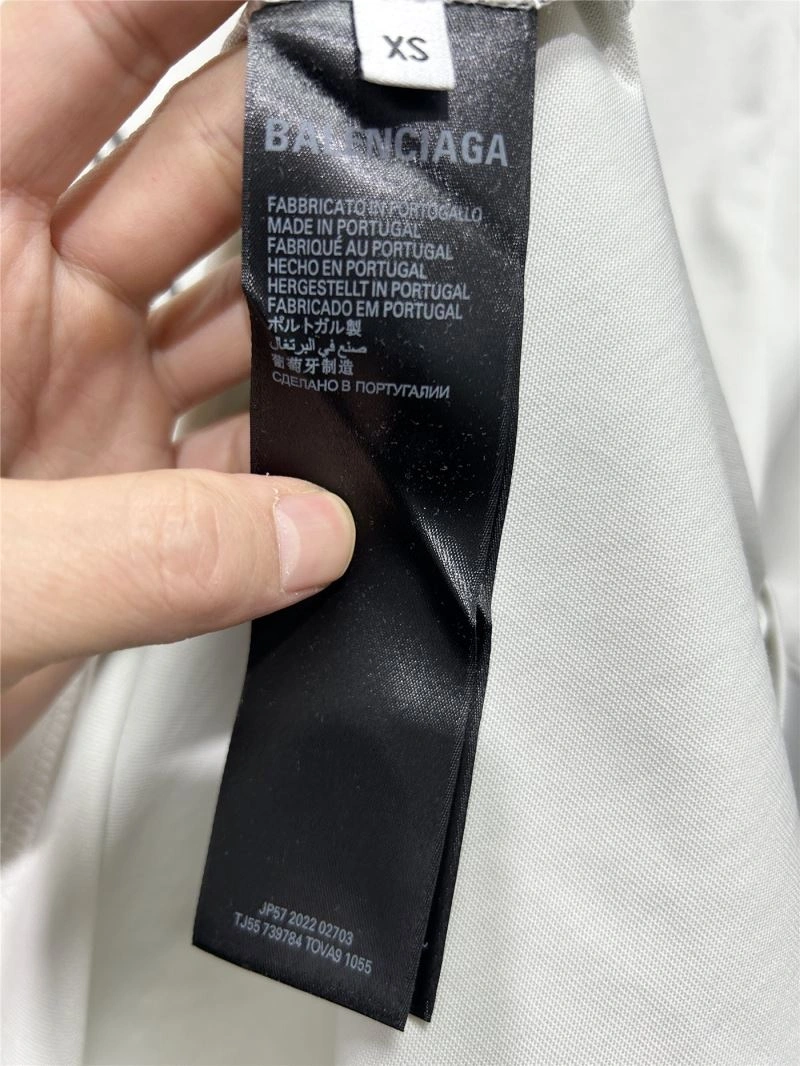 XS
BALENCIAGA
FABBRICATO IN PORTOGALLO
MADE IN PORTUGAL
FABRIQUÉ AU PORTUGAL
HECHO EN PORTUGAL
HERGESTELLT IN PORTUGAL
FABRICADO EM PORTUGAL
ポルトガル製
صنع في البرتغال
葡萄牙制造
СДЕЛАНО В ПОРТУГАЛИИ
JP57 2022 02703
TJ55 739784 TOVA9 1055